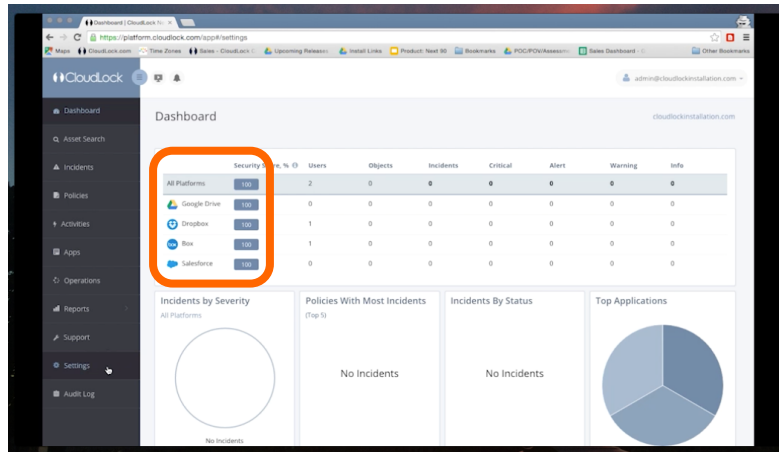 Dashboard | CloudLock No
https://platform.cloudlock.com/app#/settings
Maps CloudLock.com Time Zones Sales - CloudLock C Upcoming Releases Install Links Product: Next 90 Bookmarks POC/POV/Assessme Sales Dashboard - C Other Bookmarks
CloudLock
admin@cloudlockinstallation.com
Dashboard
Asset Search
Incidents
Policies
Activities
Apps
Operations
Reports
Support
Settings
Audit Log
Dashboard
cloudlockinstallation.com
Security Score, % Users Objects Incidents Critical Alert Warning Info
All Platforms 100 2 0 0 0 0 0 0
Google Drive 100 0 0 0 0 0 0 0
Dropbox 100 1 0 0 0 0 0 0
Box 100 1 0 0 0 0 0 0
Salesforce 100 0 0 0 0 0 0 0
Incidents by Severity
All Platforms
No Incidents
Policies With Most Incidents
(Top 5)
No Incidents
Incidents By Status
No Incidents
Top Applications